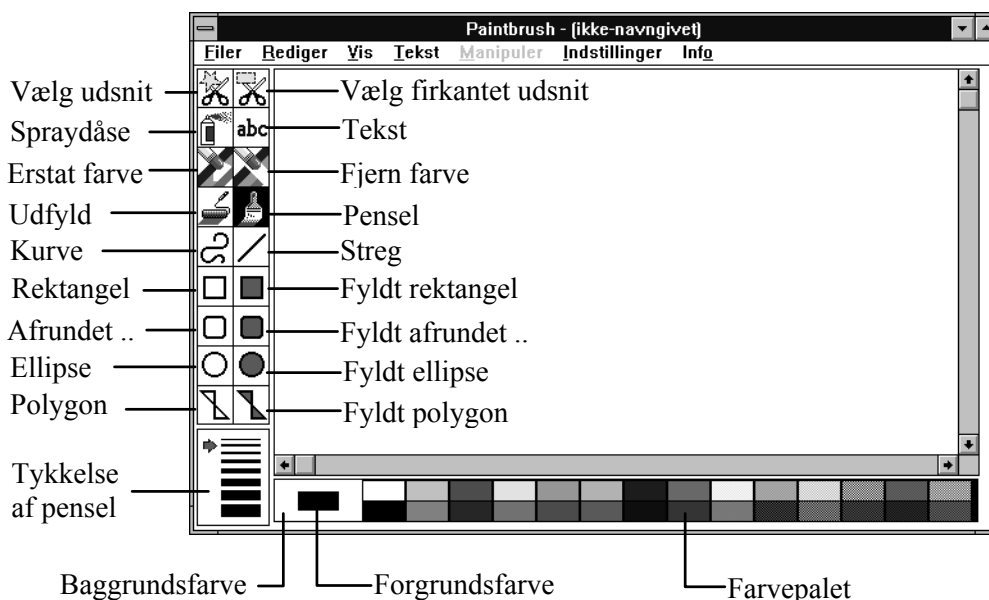 Paintbrush - (ikke-navngivet)
Filer Rediger Vis Tekst Manipuler Indstillinger Info
Vælg udsnit
Vælg firkantet udsnit
Spraydåse
abc
Tekst
Erstat farve
Fjern farve
Udfyld
Pensel
Kurve
Streg
Rektangel
Fyldt rektangel
Afrundet ..
Fyldt afrundet ..
Ellipse
Fyldt ellipse
Polygon
Fyldt polygon
Tykkelse
af pensel
Baggrundsfarve
Forgrundsfarve
Farvepalet